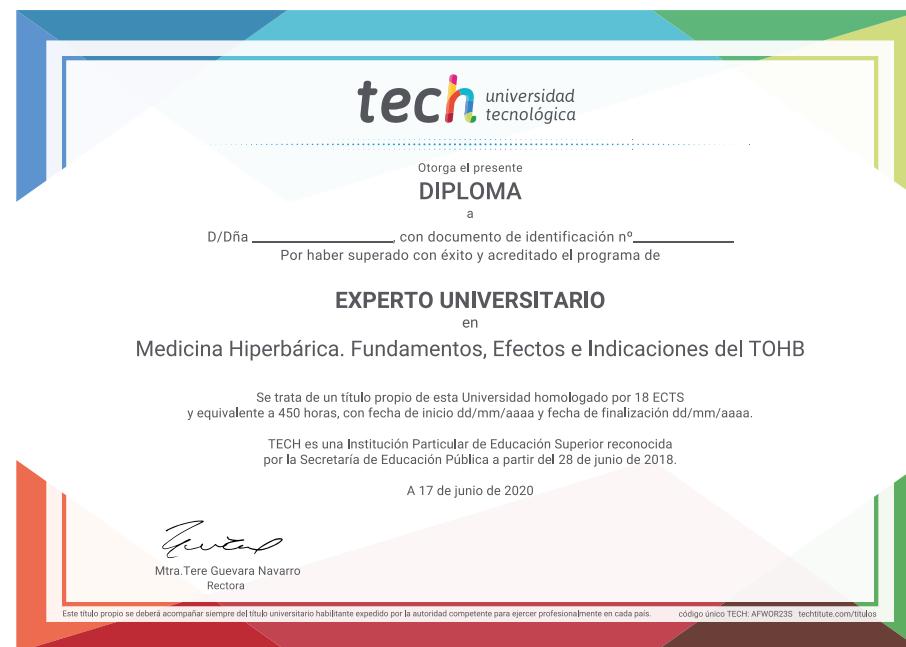 tech universidad
tecnológica
Otorga el presente
DIPLOMA
a
D/Dña ____________________, con documento de identificación nº______________
Por haber superado con éxito y acreditado el programa de
EXPERTO UNIVERSITARIO
en
Medicina Hiperbárica. Fundamentos, Efectos e Indicaciones del TOHB
Se trata de un título propio de esta Universidad homologado por 18 ECTS
y equivalente a 450 horas, con fecha de inicio dd/mm/aaaa y fecha de finalización dd/mm/aaaa.
TECH es una Institución Particular de Educación Superior reconocida
por la Secretaría de Educación Pública a partir del 28 de junio de 2018.
A 17 de junio de 2020
Mtra.Tere Guevara Navarro
Rectora
Este título propio se deberá acompañar siempre del título universitario habilitante expedido por la autoridad competente para ejercer profesionalmente en cada país. código único TECH: AFWOR23S techtitute.com/titulos